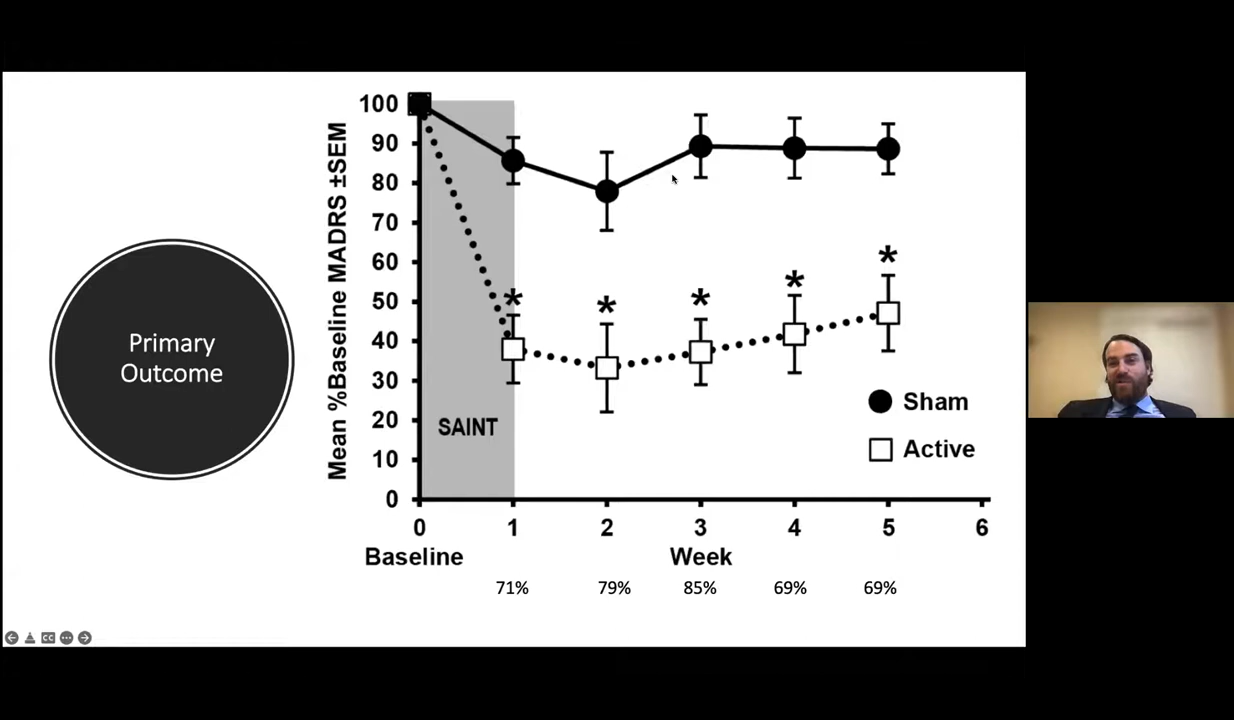 Primary
Outcome
Mean %Baseline MADRS ±SEM
100
90
80
70
60
50
40
30
20
10
0
* * * * *
SAINT
Sham
Active
0 1 2 3 4 5 6
Baseline Week
71% 79% 85% 69% 69%
CC